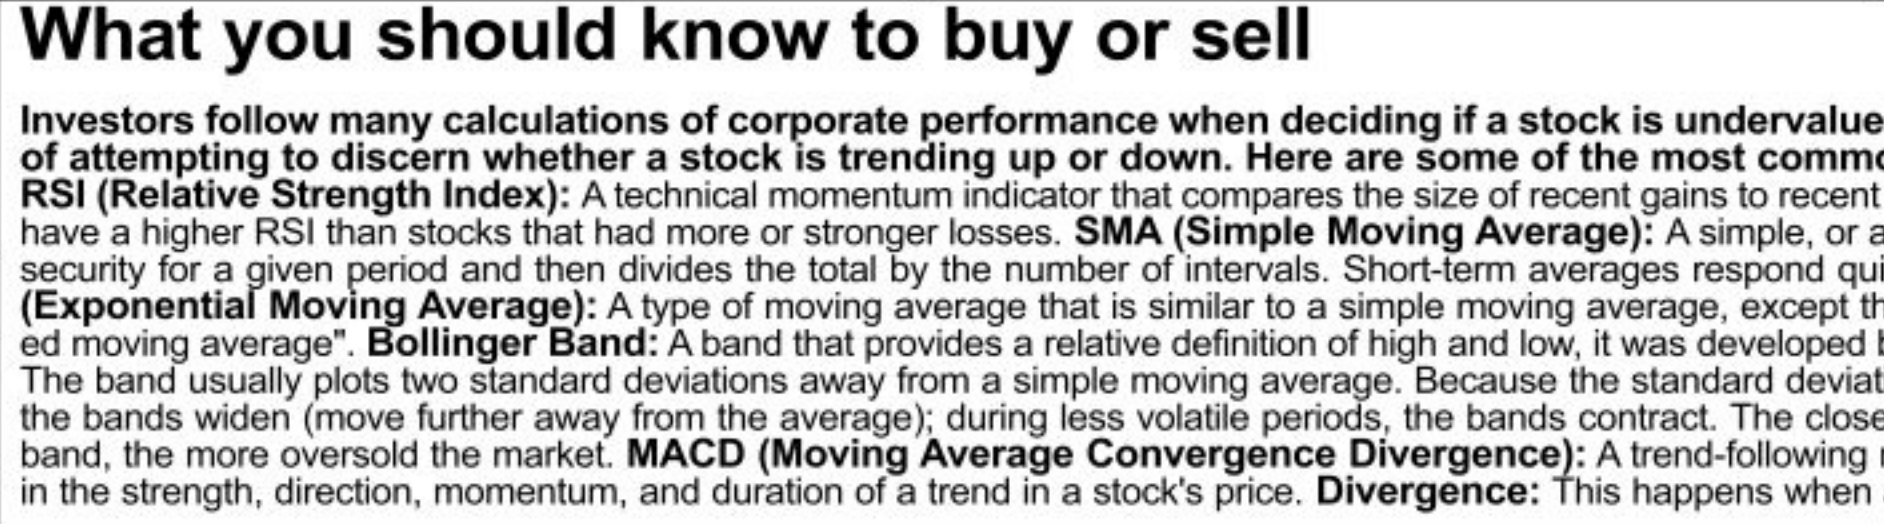 What you should know to buy or sell
Investors follow many calculations of corporate performance when deciding if a stock is undervalue
of attempting to discern whether a stock is trending up or down. Here are some of the most commo
RSI (Relative Strength Index): A technical momentum indicator that compares the size of recent gains to recent
have a higher RSI than stocks that had more or stronger losses. SMA (Simple Moving Average): A simple, or a
security for a given period and then divides the total by the number of intervals. Short-term averages respond qui
(Exponential Moving Average): A type of moving average that is similar to a simple moving average, except th
ed moving average". Bollinger Band: A band that provides a relative definition of high and low, it was developed b
The band usually plots two standard deviations away from a simple moving average. Because the standard deviat
the bands widen (move further away from the average); during less volatile periods, the bands contract. The close
band, the more oversold the market. MACD (Moving Average Convergence Divergence): A trend-following
in the strength, direction, momentum, and duration of a trend in a stock's price. Divergence: This happens when